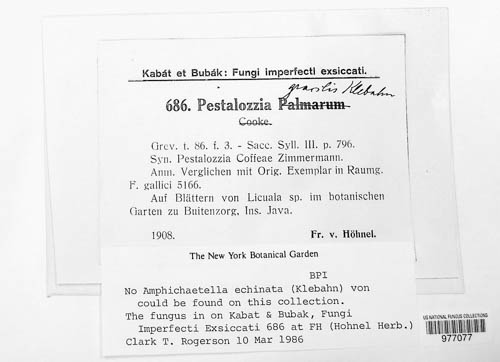 Kabát et Bubák: Fungi imperfecti exsiccati.
gracilis Klebahn
686. Pestalozzia Palmarum
Cooke.
Grev. t. 86. f. 3. - Sacc. Syll. III. p. 796.
Syn. Pestalozzia Coffeae Zimmermann.
Anm. Verglichen mit Orig. Exemplar in Raumg.
F. gallici 5166.
Auf Blättern von Licuala sp. im botanischen
Garten zu Buitenzorg, Ins. Java.
1908. Fr. v. Höhnel.
The New York Botanical Garden
BPI
No Amphichaetella echinata (Klebahn) von
could be found on this collection.
The fungus in on Kabat & Bubak, Fungi
Imperfecti Exsiccati 686 at FH (Hohnel Herb.)
Clark T. Rogerson 10 Mar 1986
US NATIONAL FUNGUS COLLECTIONS
977077